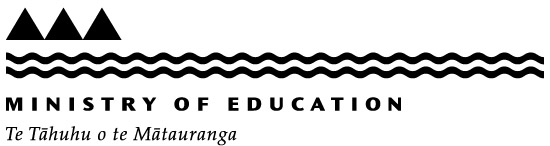 MINISTRY OF EDUCATION
Te Tāhuhu o te Mātauranga